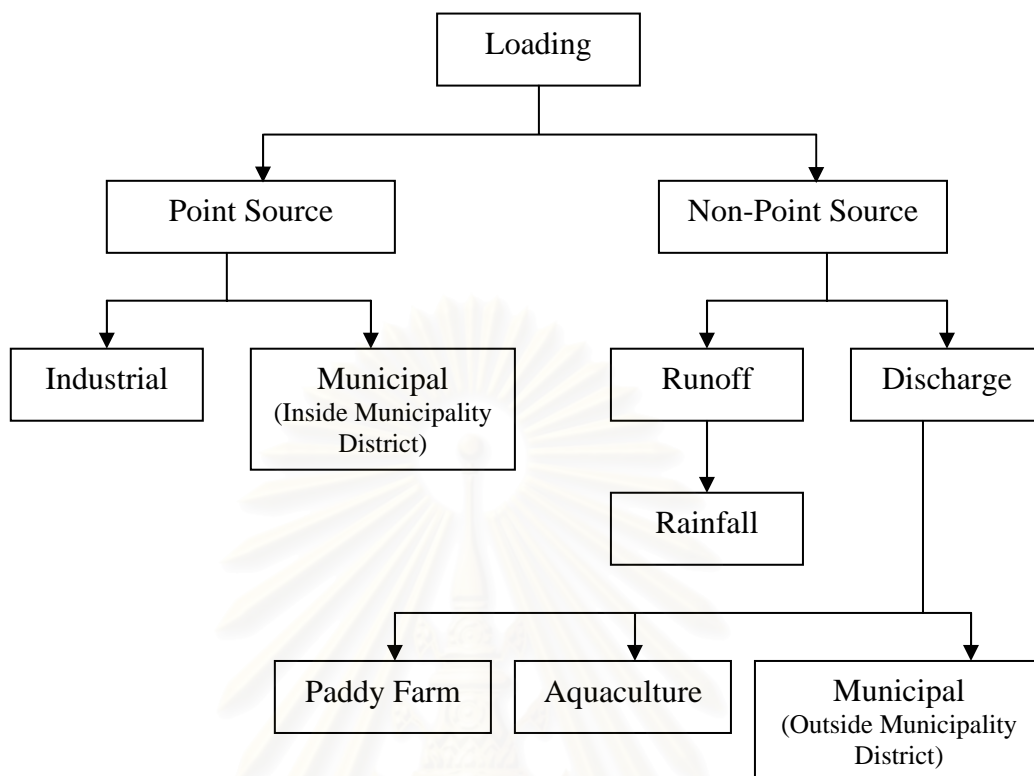 Loading
Point Source
Non-Point Source
Industrial
Municipal
(Inside Municipality
District)
Runoff
Discharge
Rainfall
Paddy Farm
Aquaculture
Municipal
(Outside Municipality
District)